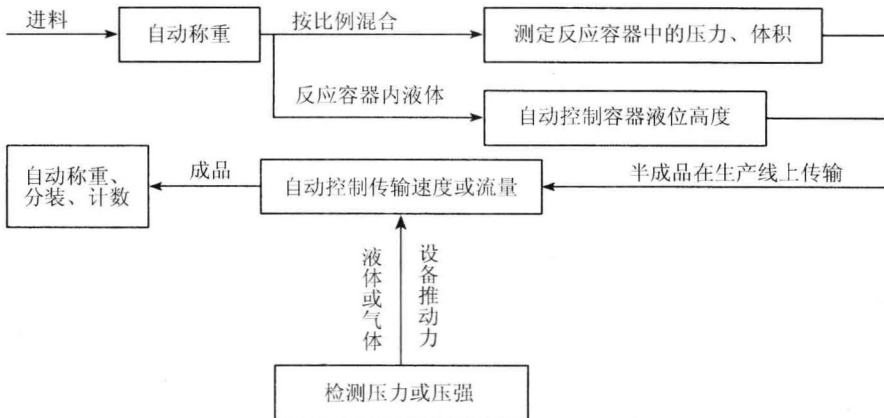 进料
自动称重
按比例混合
测定反应容器中的压力、体积
反应容器内液体
自动控制容器液位高度
自动称重、
分装、计数
成品
自动控制传输速度或流量
半成品在生产线上传输
液体或气体
设备推动力
检测压力或压强